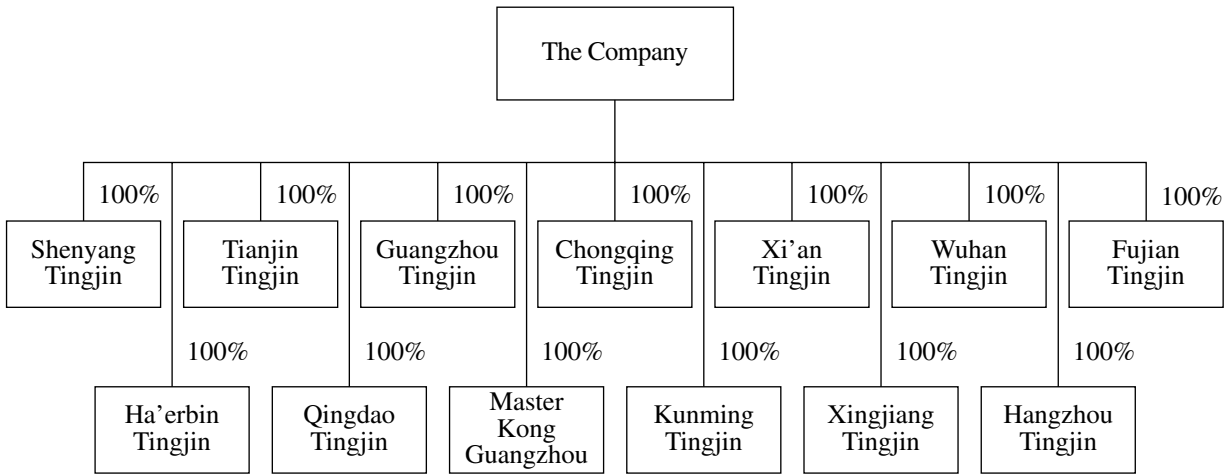 The Company
100%
100%
100%
100%
100%
100%
100%
Shenyang
Tingjin
Tianjin
Tingjin
Guangzhou
Tingjin
Chongqing
Tingjin
Xi’an
Tingjin
Wuhan
Tingjin
Fujian
Tingjin
100%
100%
100%
100%
100%
100%
Ha’erbin
Tingjin
Qingdao
Tingjin
Master
Kong
Guangzhou
Kunming
Tingjin
Xingjiang
Tingjin
Hangzhou
Tingjin